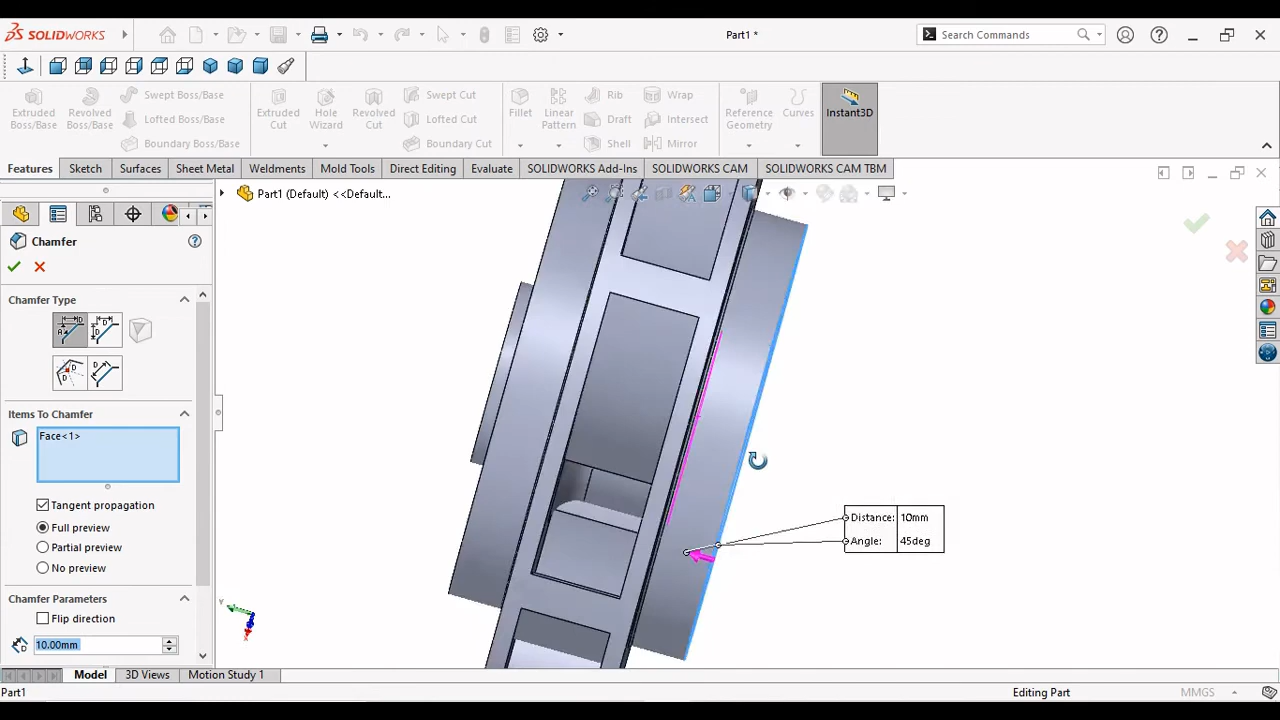 SOLIDWORKS
Part1 *
Search Commands
Extruded Boss/Base
Revolved Boss/Base
Swept Boss/Base
Lofted Boss/Base
Boundary Boss/Base
Extruded Cut
Hole Wizard
Revolved Cut
Swept Cut
Lofted Cut
Boundary Cut
Fillet
Linear Pattern
Rib
Draft
Shell
Wrap
Intersect
Mirror
Reference Geometry
Curves
Instant3D
Features
Sketch
Surfaces
Sheet Metal
Weldments
Mold Tools
Direct Editing
Evaluate
SOLIDWORKS Add-Ins
SOLIDWORKS CAM
SOLIDWORKS CAM TBM
Part1 (Default) <<Default...
Chamfer
Chamfer Type
Items To Chamfer
Face<1>
Tangent propagation
Full preview
Partial preview
No preview
Chamfer Parameters
Flip direction
10.00mm
Distance: 10mm
Angle: 45deg
Y
X
Model
3D Views
Motion Study 1
Part1
Editing Part
MMGS